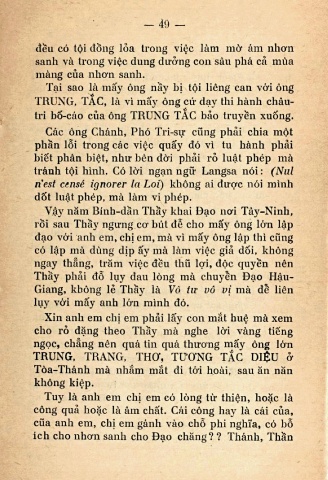 — 49 —
đều có tội đồng lỏa trong việc làm mờ ám nhơn
sanh và trong việc dung dưỡng con sâu phá cả mùa
màng của nhơn sanh.
Tại sao là mấy ông nầy bị tội liêng can với ông
TRUNG, TẮC, là vì mấy ông cứ dạy thi hành châu-
tri bố-cáo của ông TRUNG TẮC bảo truyền xuống.
Các ông Chánh, Phó Trị-sự cũng phải chia một
phần lỗi trong các việc quấy đó vì tu hành phải
biết phân biệt, như bên đời phải rỏ luật phép mà
tránh tội hình. Có lời ngạn ngữ Langsa nói : (Nul
n'est censé ignorer la Loi) không ai được nói mình
dốt luật phép, mà làm vi phép.
Vậy năm Bính-dần Thầy khai Đạo nơi Tây-Ninh,
rồi sau Thầy ngưng cơ bút để cho mấy ông lớn lập
đạo với anh em, chị em, mà vì mấy ông lập thì cũng
có lập mà dùng dịp ấy mà làm việc giả dối, không
ngay thẳng, trăm việc đều thủ lợi, độc quyền nên
Thầy phải đổ lụy đau lòng mà chuyển Đạo Hậu-
Giang, không lẽ Thầy là Vô tư vô vị mà để liên
lụy với mấy anh lớn mình đó.
Xin anh em chị em phải lấy con mắt huệ mà xem
cho rỏ đặng theo Thầy mà nghe lời vàng tiếng
ngọc, chẳng nên quá tin quá thương mấy ông lớn
TRUNG, TRANG, THƠ, TƯƠNG TẮC DIỆU ở
Tòa-Thánh mà nhắm mắt đi tới hoài, sau ăn năn
không kiệp.
Tuy là anh em chị em có lòng từ thiện, hoặc là
công quả hoặc là âm chất. Cái công hay là cái của,
của anh em, chị em gánh vào chỗ phi nghĩa, có bổ
ích cho nhơn sanh cho Đạo chăng ? ? Thánh, Thần